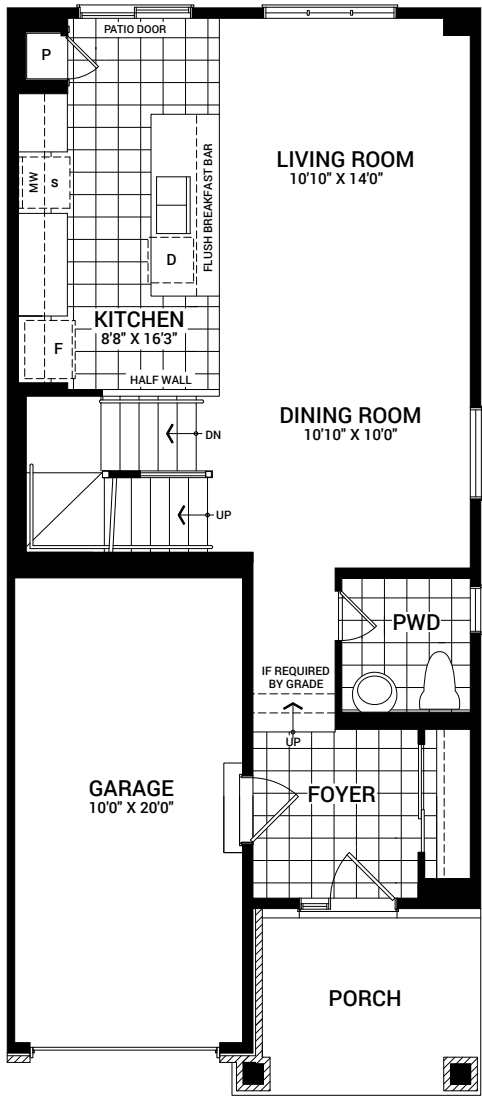 PATIO DOOR
P
LIVING ROOM
10'10" X 14'0"
MW
S
FLUSH BREAKFAST BAR
D
KITCHEN
8'8" X 16'3"
F
HALF WALL
DINING ROOM
10'10" X 10'0"
DN
UP
PWD
IF REQUIRED
BY GRADE
UP
GARAGE
10'0" X 20'0"
FOYER
PORCH